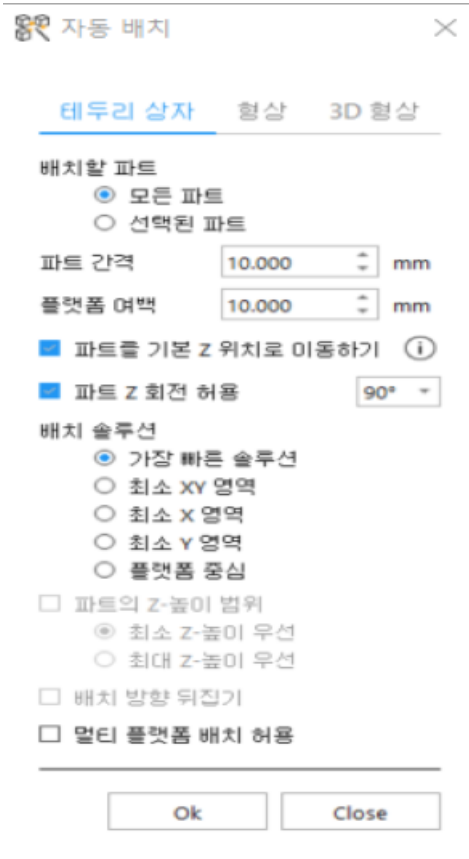 자동 배치
테두리 상자 형상 3D 형상
배치할 파트
모든 파트
선택된 파트
파트 간격 10.000 mm
플랫폼 여백 10.000 mm
파트를 기본 Z 위치로 이동하기
파트 Z 회전 허용 90°
배치 솔루션
가장 빠른 솔루션
최소 XY 영역
최소 X 영역
최소 Y 영역
플랫폼 중심
파트의 Z-높이 범위
최소 Z-높이 우선
최대 Z-높이 우선
배치 방향 뒤집기
멀티 플랫폼 배치 허용
Ok Close